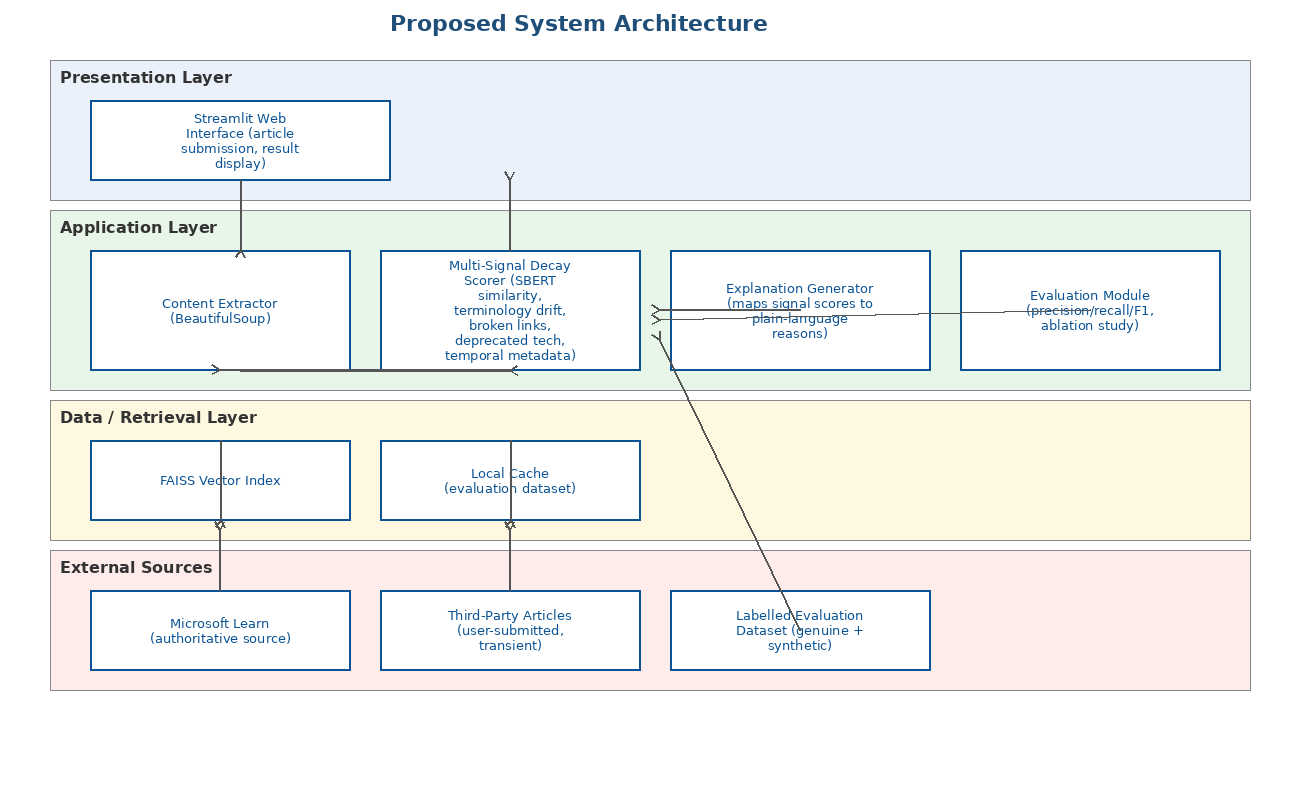 Proposed System Architecture
Presentation Layer
Streamlit Web
Interface (article
submission, result
display)
Application Layer
Content Extractor
(BeautifulSoup)
Multi-Signal Decay
Scorer (SBERT
similarity,
terminology drift,
broken links,
deprecated tech,
temporal metadata)
Explanation Generator
(maps signal scores to
plain-language
reasons)
Evaluation Module
(precision/recall/F1,
ablation study)
Data / Retrieval Layer
FAISS Vector Index
Local Cache
(evaluation dataset)
External Sources
Microsoft Learn
(authoritative source)
Third-Party Articles
(user-submitted,
transient)
Labelled Evaluation
Dataset (genuine +
synthetic)